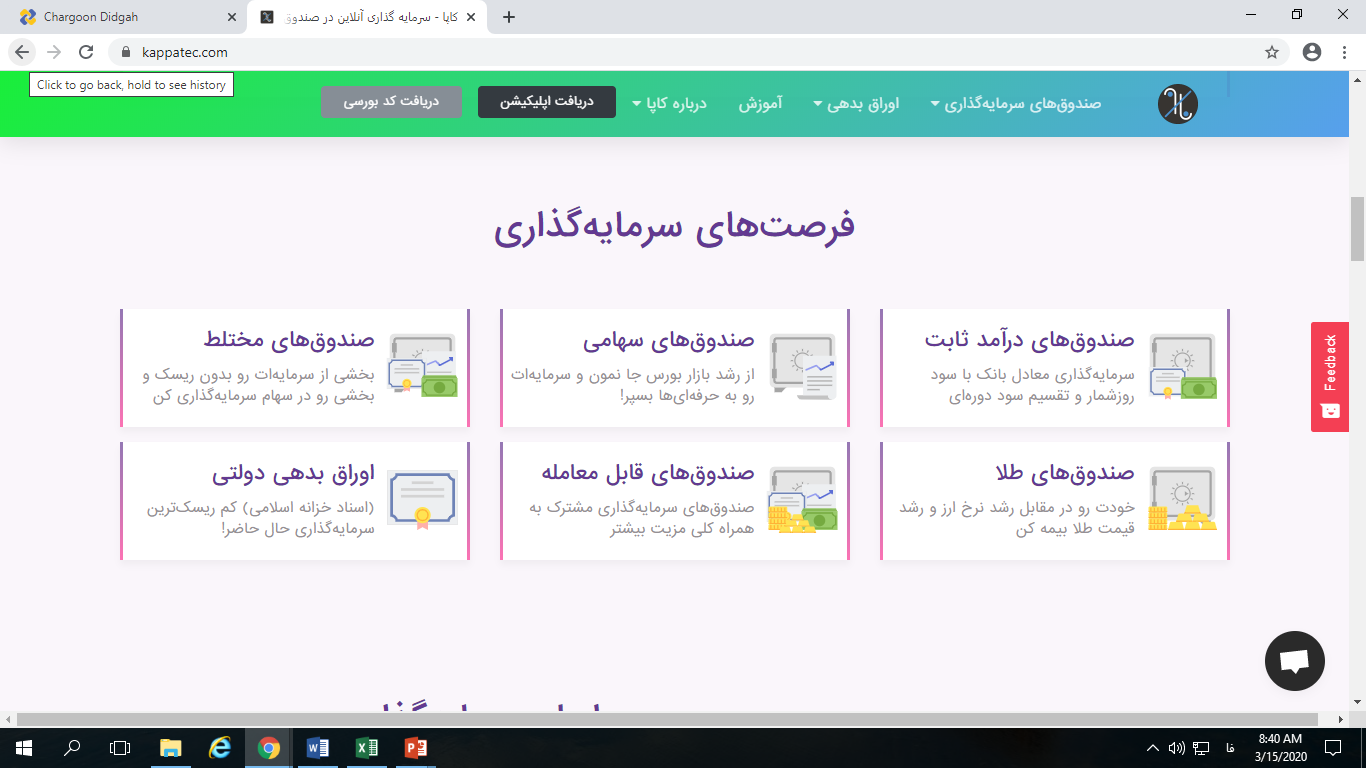 Chargoon Didgah
کاپا - سرمایه گذاری آنلاین در صندوق
kappatec.com
Click to go back, hold to see history
صندوق‌های سرمایه‌گذاری
اوراق بدهی
آموزش
درباره کاپا
دریافت اپلیکیشن
دریافت کد بورسی
فرصت‌های سرمایه‌گذاری
صندوق‌های درآمد ثابت
سرمایه‌گذاری معادل بانک با سود
روزشمار و تقسیم سود دوره‌ای
صندوق‌های سهامی
از رشد بازار بورس جا نمون و سرمایه‌ات
رو به حرفه‌ای‌ها بسپر!
صندوق‌های مختلط
بخشی از سرمایه‌ات رو بدون ریسک و
بخشی رو در سهام سرمایه‌گذاری کن
صندوق‌های طلا
خودت رو در مقابل رشد نرخ ارز و رشد
قیمت طلا بیمه کن
صندوق‌های قابل معامله
صندوق‌های سرمایه‌گذاری مشترک به
همراه کلی مزیت بیشتر
اوراق بدهی دولتی
(اسناد خزانه اسلامی) کم ریسک‌ترین
سرمایه‌گذاری حال حاضر!
Feedback
فا
8:40 AM
3/15/2020